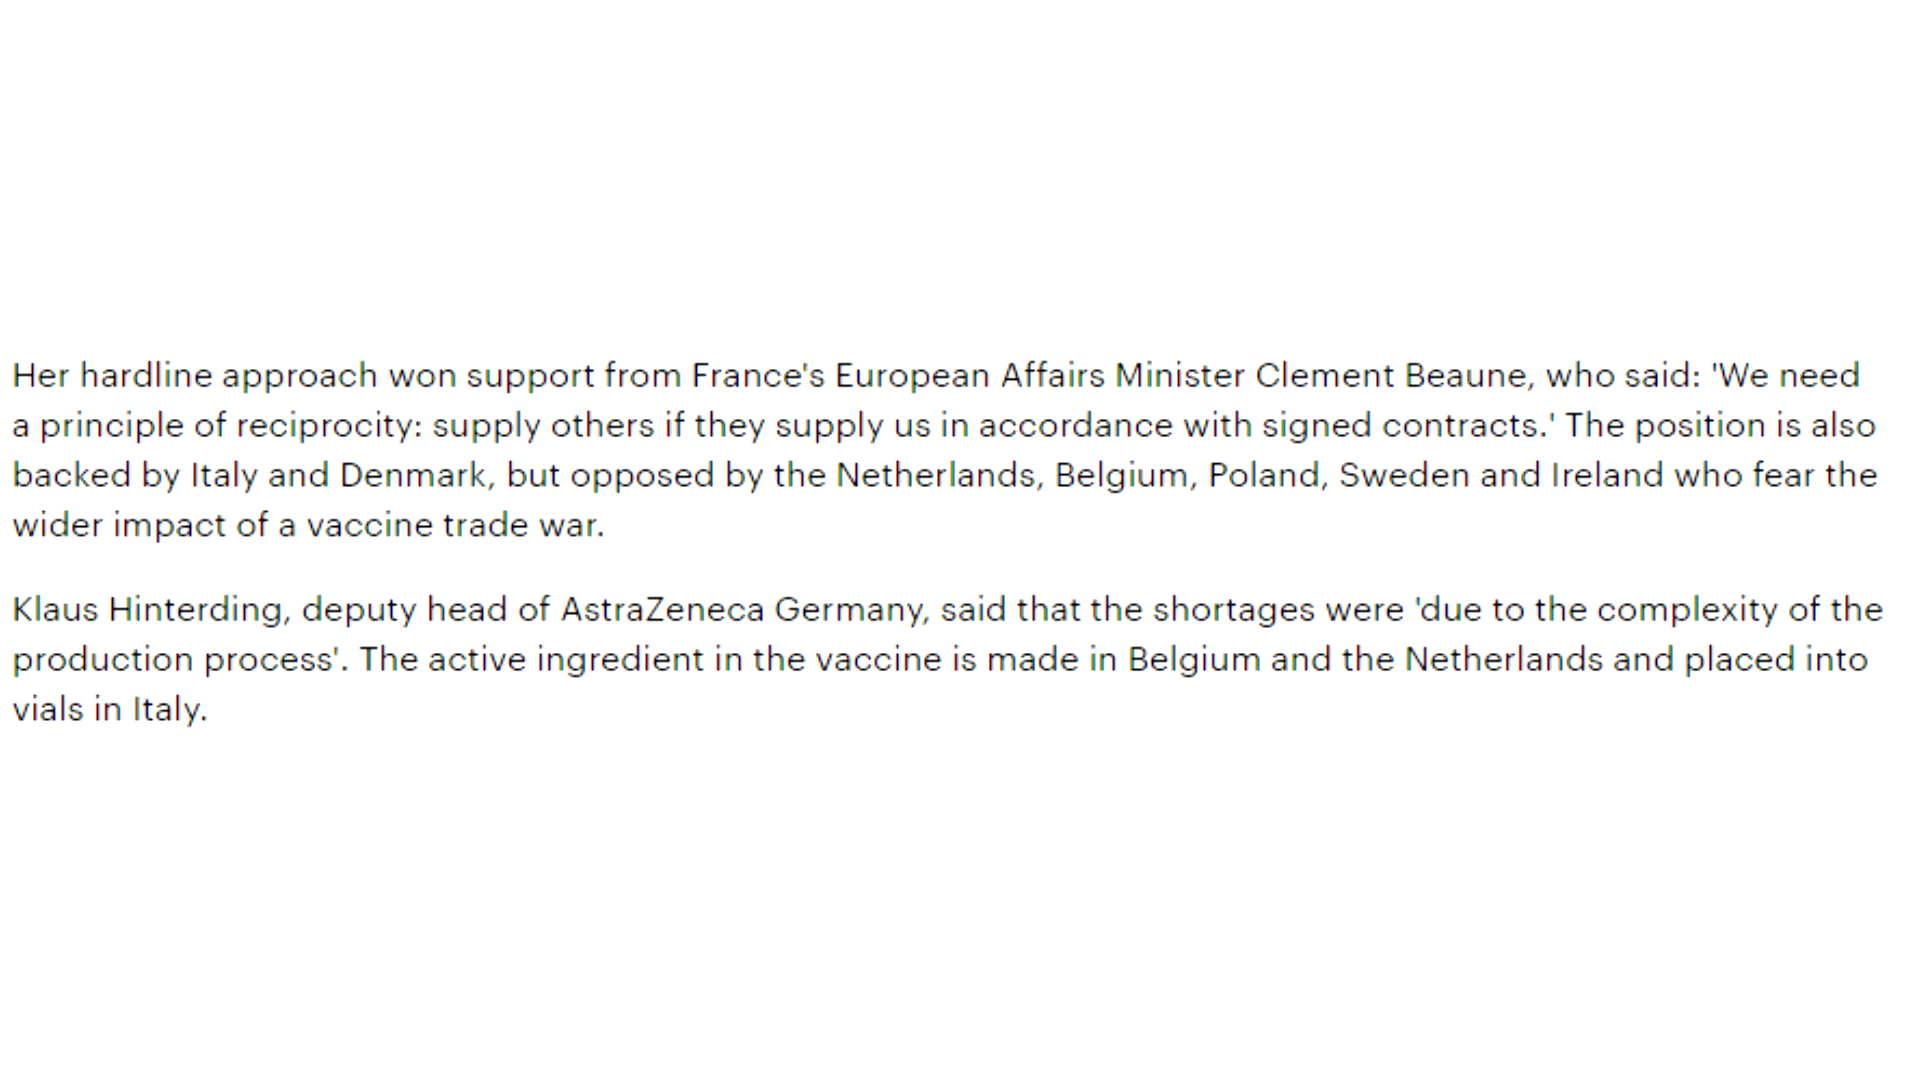 Her hardline approach won support from France's European Affairs Minister Clement Beaune, who said: 'We need
a principle of reciprocity: supply others if they supply us in accordance with signed contracts.' The position is also
backed by Italy and Denmark, but opposed by the Netherlands, Belgium, Poland, Sweden and Ireland who fear the
wider impact of a vaccine trade war.
Klaus Hinterding, deputy head of AstraZeneca Germany, said that the shortages were 'due to the complexity of the
production process'. The active ingredient in the vaccine is made in Belgium and the Netherlands and placed into
vials in Italy.